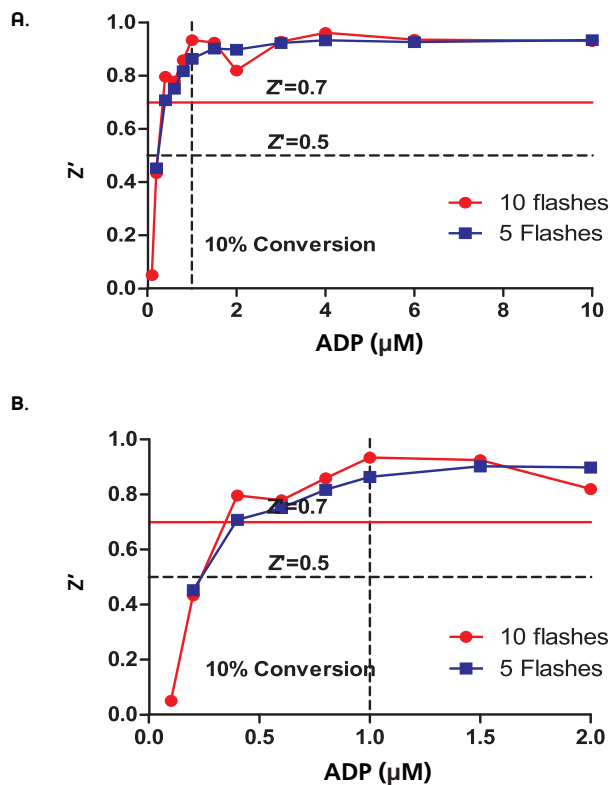 A.
1.0
0.8
0.6
0.4
0.2
0.0
Z′
Z'=0.7
Z'=0.5
10% Conversion
10 flashes
5 Flashes
0 2 4 6 8 10
ADP (µM)
B.
1.0
0.8
0.6
0.4
0.2
0.0
Z′
Z'=0.7
Z'=0.5
10% Conversion
10 flashes
5 Flashes
0.0 0.5 1.0 1.5 2.0
ADP (µM)